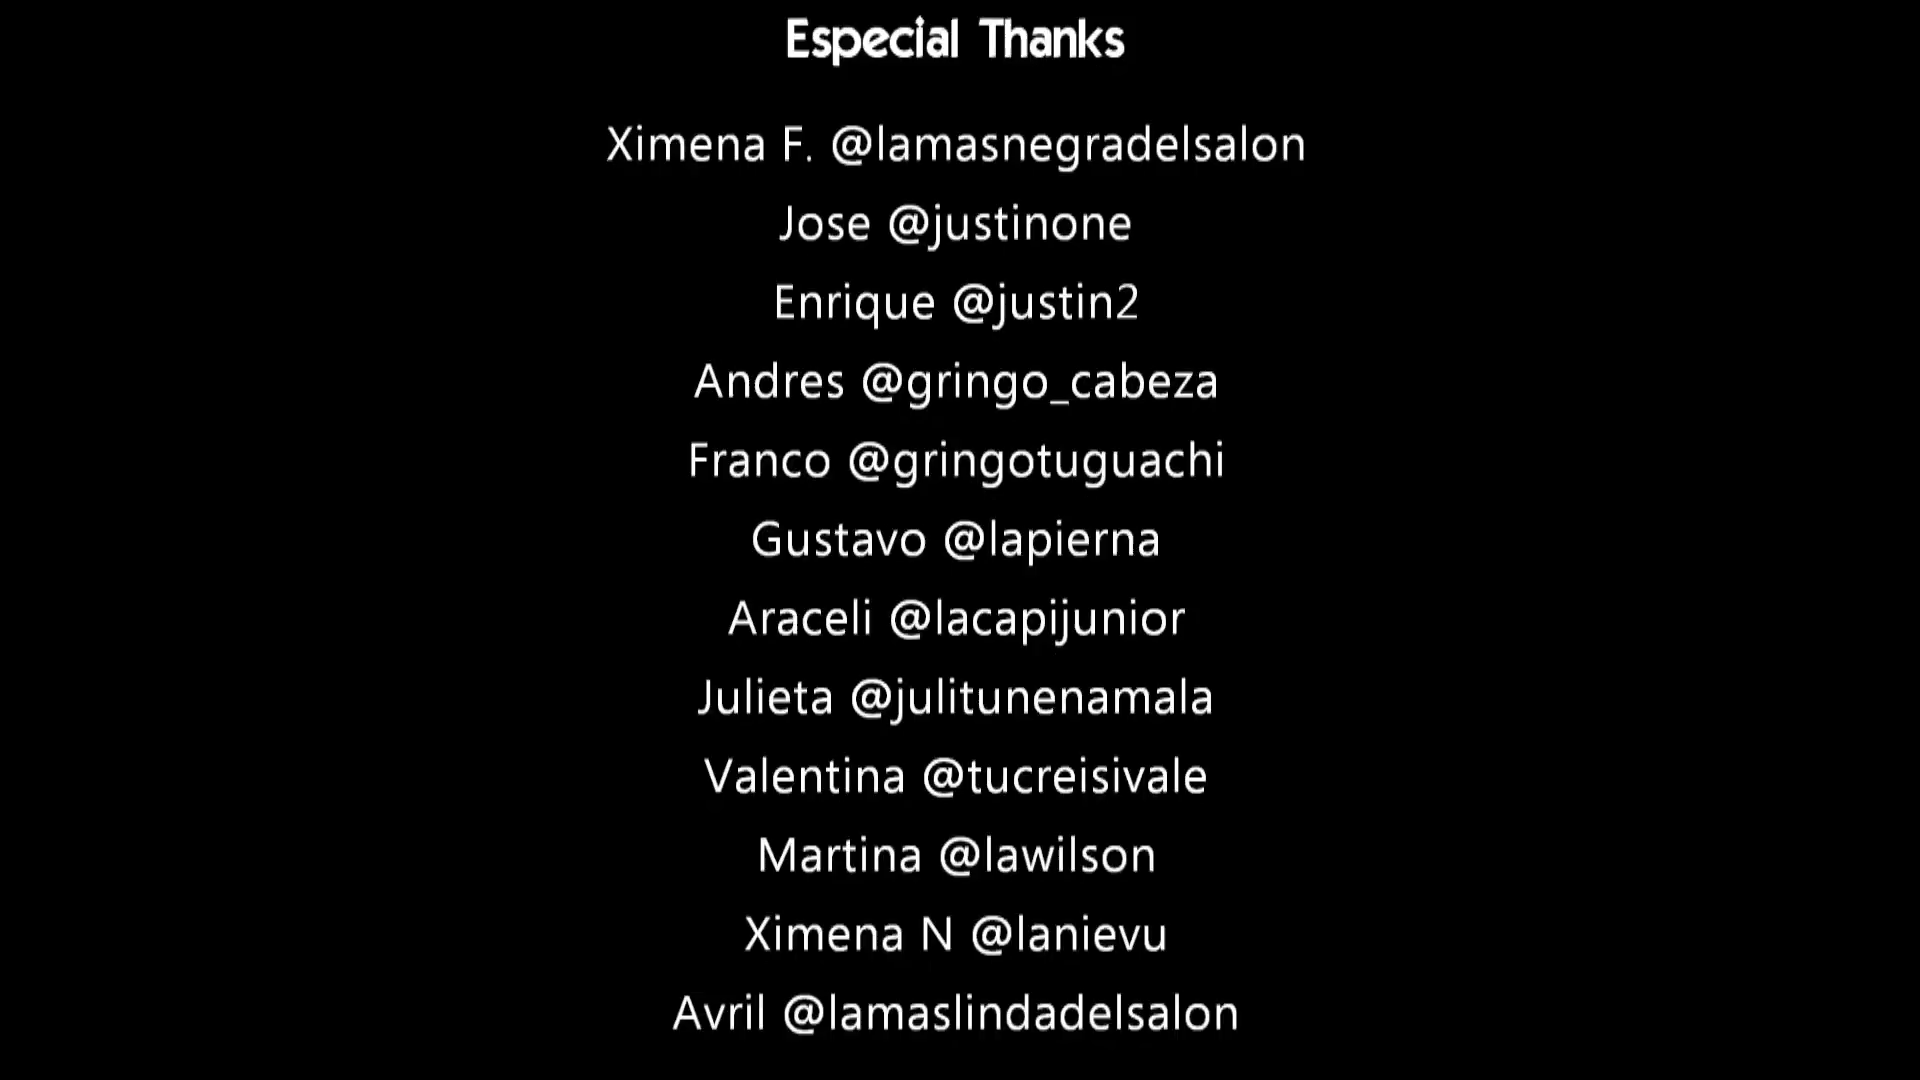 Especial Thanks
Ximena F. @lamasnegradelsalon
Jose @justinone
Enrique @justin2
Andres @gringo_cabeza
Franco @gringotuguachi
Gustavo @lapierna
Araceli @lacapijunior
Julieta @julitunenamala
Valentina @tucreisivale
Martina @lawilson
Ximena N @lanievu
Avril @lamaslindadelsalon